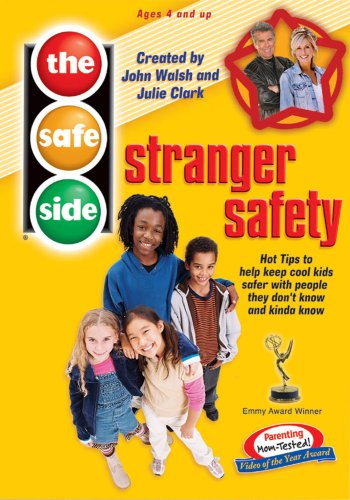 Ages 4 and up
the
safe
side
®
Created by
John Walsh and
Julie Clark
stranger
safety
Hot Tips to
help keep cool kids
safer with people
they don't know
and kinda know
Emmy Award Winner
Parenting
Mom-Tested!
Video of the Year Award